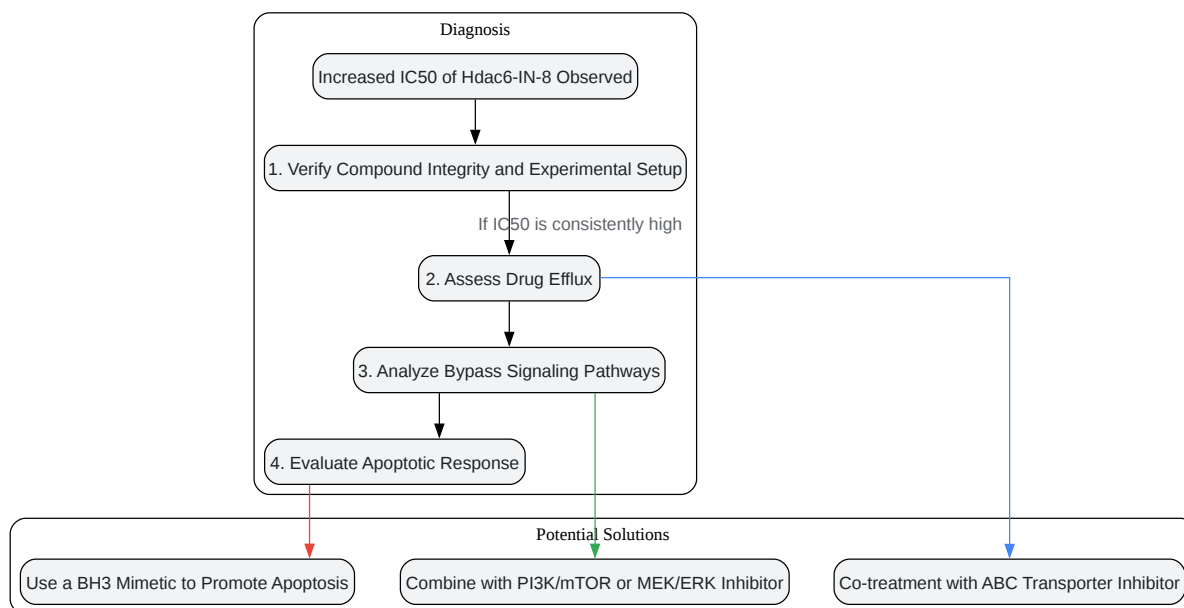 Diagnosis
Increased IC50 of Hdac6-IN-8 Observed
1. Verify Compound Integrity and Experimental Setup
If IC50 is consistently high
2. Assess Drug Efflux
3. Analyze Bypass Signaling Pathways
4. Evaluate Apoptotic Response
Potential Solutions
Use a BH3 Mimetic to Promote Apoptosis
Combine with PI3K/mTOR or MEK/ERK Inhibitor
Co-treatment with ABC Transporter Inhibitor